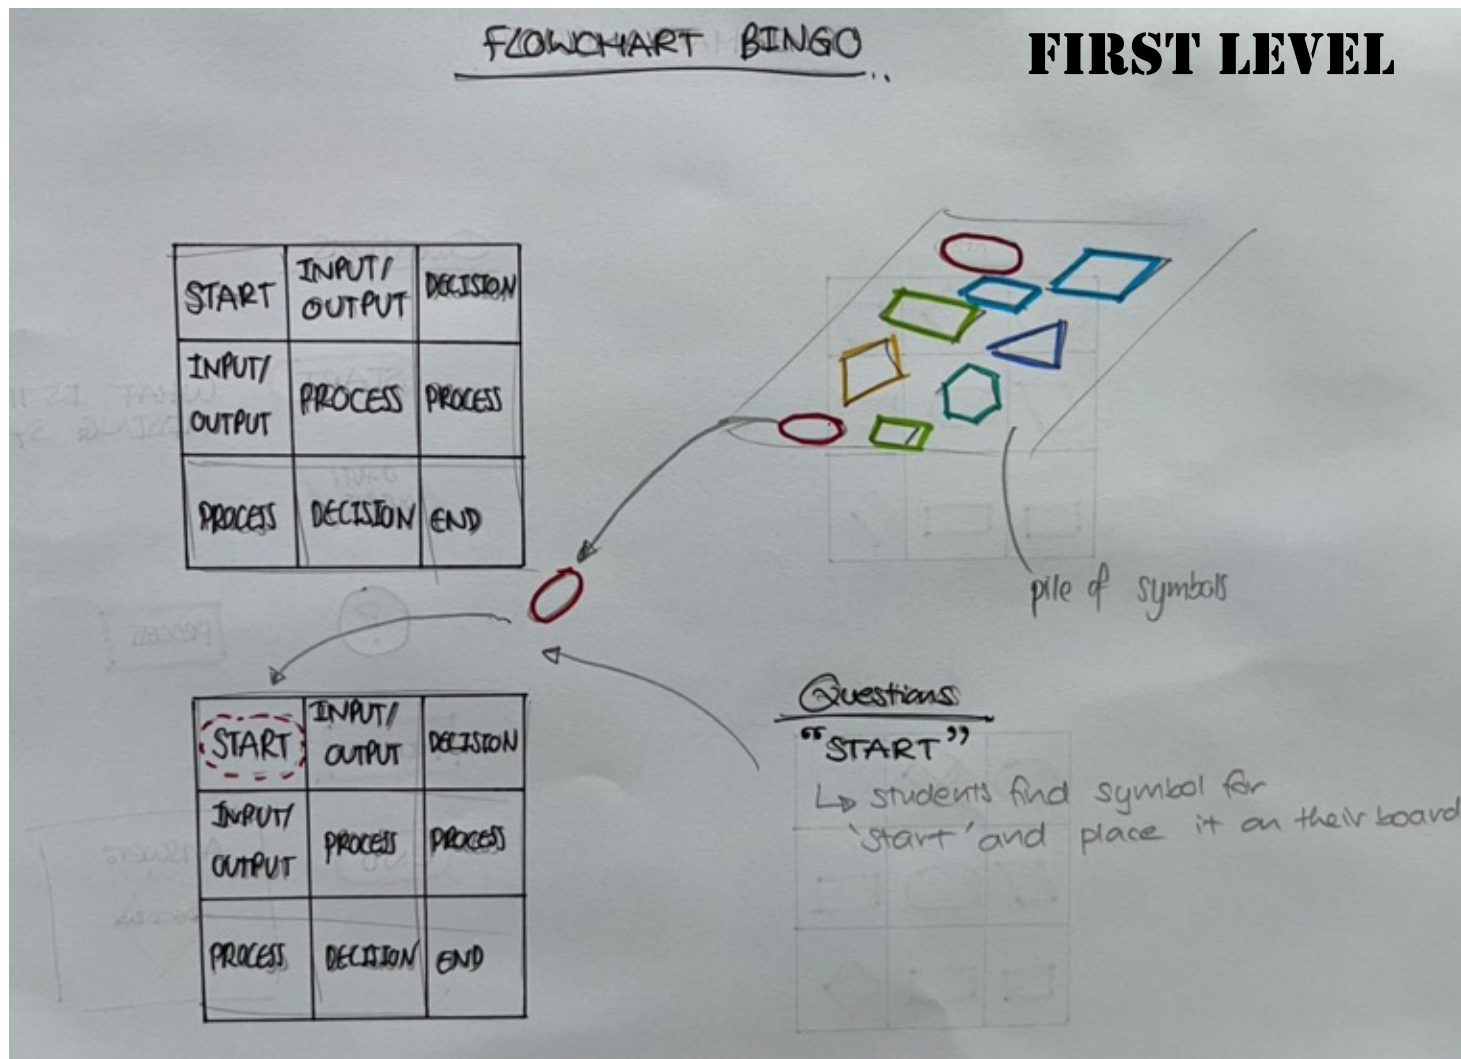 FLOWCHART BINGO
FIRST LEVEL
START
INPUT/
OUTPUT
DECISION
INPUT/
OUTPUT
PROCESS
PROCESS
PROCESS
DECISION
END
pile of symbols
START
INPUT/
OUTPUT
DECISION
INPUT/
OUTPUT
PROCESS
PROCESS
PROCESS
DECISION
END
Questions
"START"
↳ students find symbol for
'start' and place it on their board